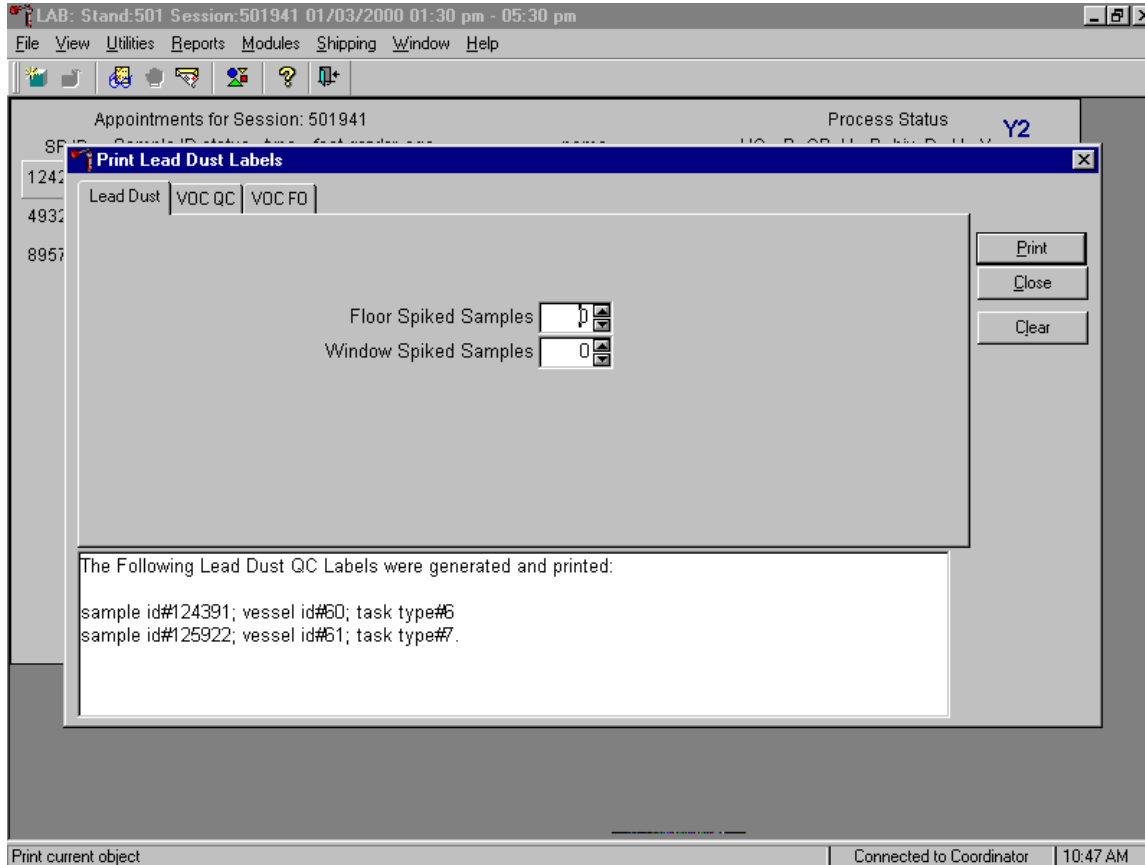 LAB: Stand:501 Session:501941 01/03/2000 01:30 pm - 05:30 pm
File View Utilities Reports Modules Shipping Window Help
Appointments for Session: 501941
Process Status
Y2
Print Lead Dust Labels
1242
4932
8957
Lead Dust
VOC QC
VOC FO
Floor Spiked Samples 0
Window Spiked Samples 0
Print
Close
Clear
The Following Lead Dust QC Labels were generated and printed:
sample id#124391; vessel id#60; task type#6
sample id#125922; vessel id#61; task type#7.
Print current object
Connected to Coordinator
10:47 AM